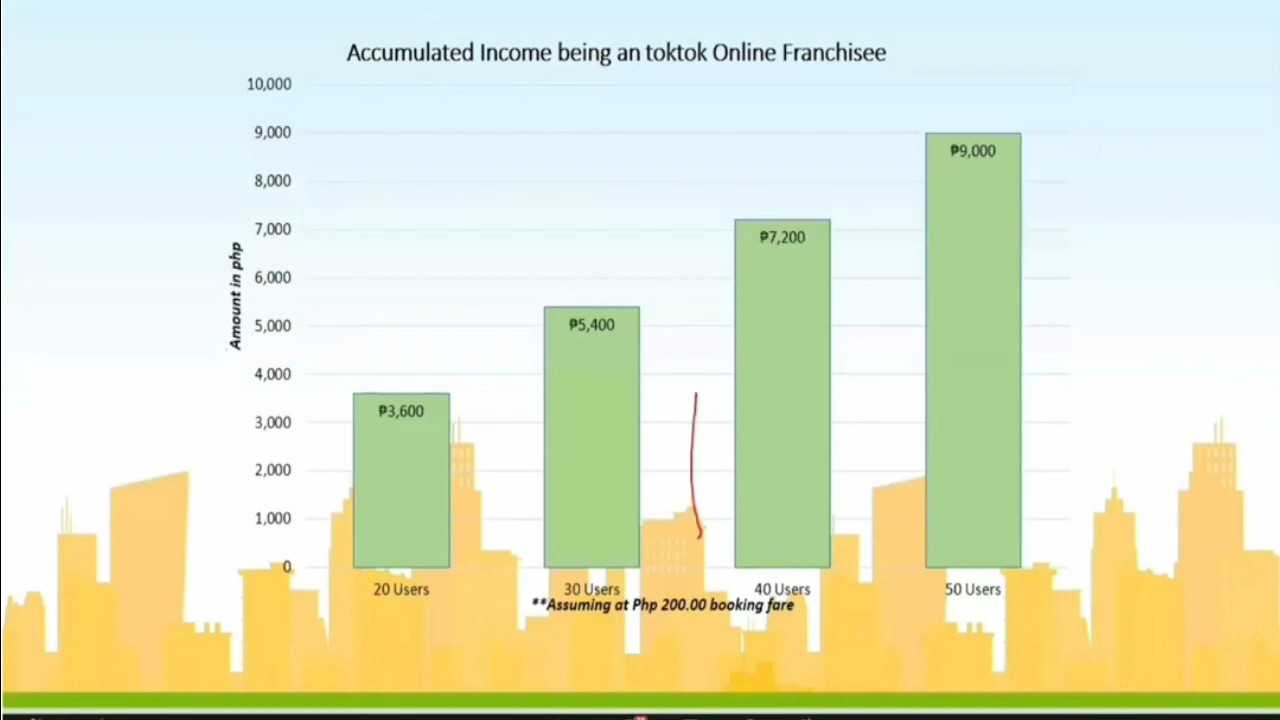 Accumulated Income being an toktok Online Franchisee
10,000
9,000
8,000
7,000
6,000
5,000
4,000
3,000
2,000
1,000
0
Amount in php
₱3,600
₱5,400
₱7,200
₱9,000
20 Users
30 Users
40 Users
50 Users
**Assuming at Php 200.00 booking fare